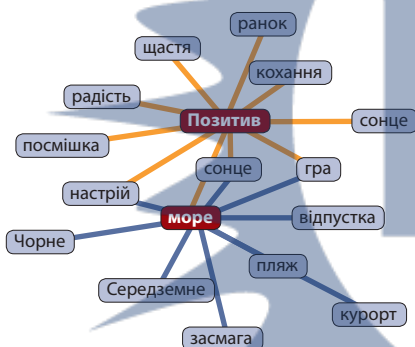 ранок
щастя
кохання
радість
Позитив
сонце
посмішка
сонце
гра
настрій
море
відпустка
Чорне
пляж
Середземне
курорт
засмага